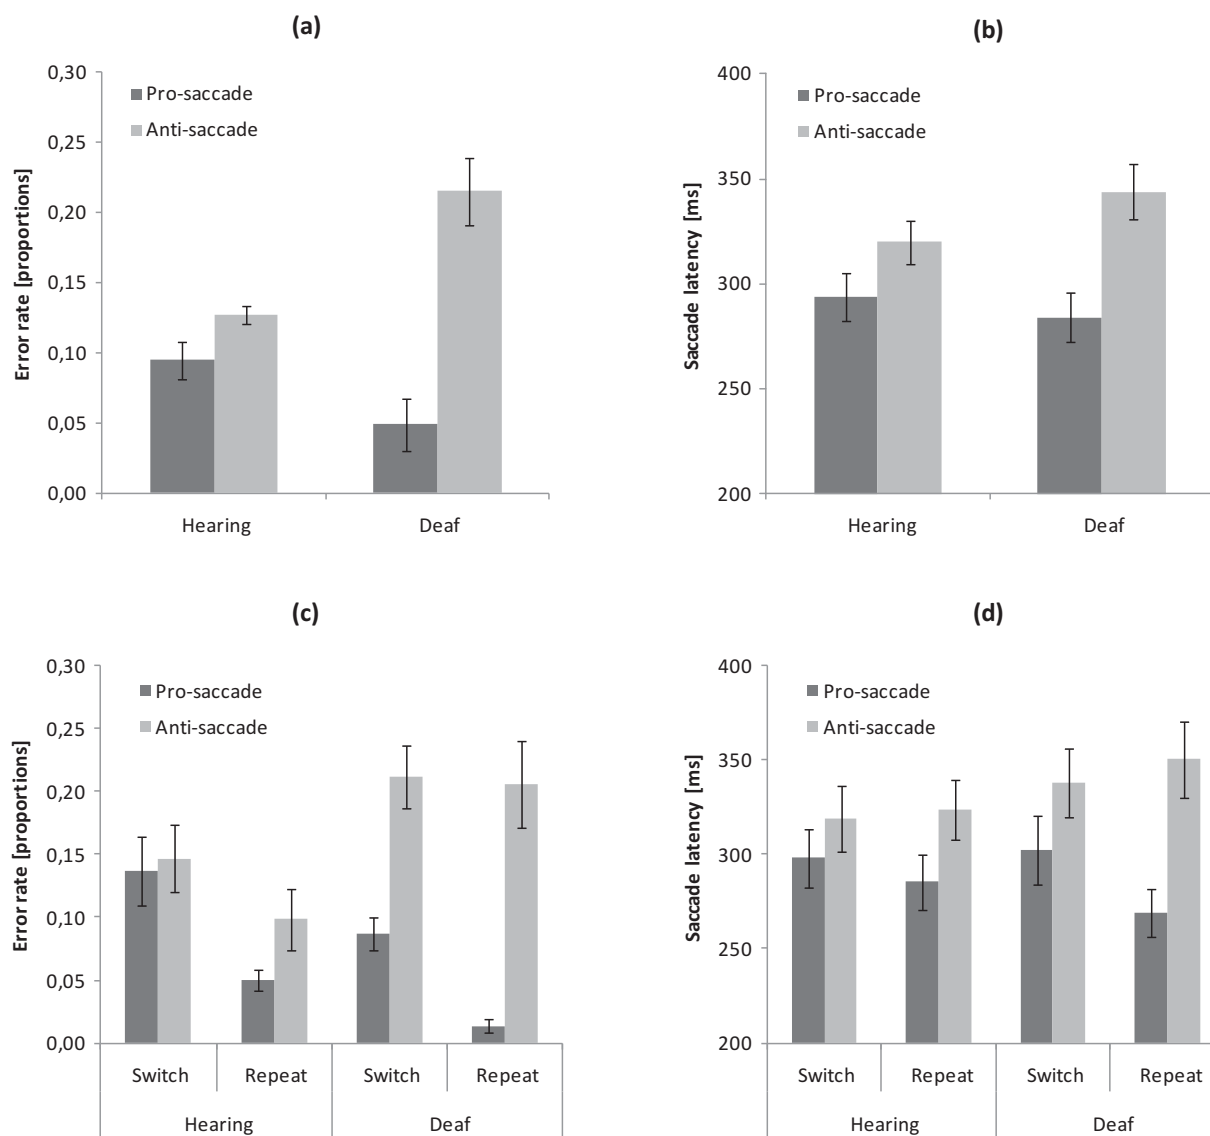 (a)
0,30
0,25
0,20
0,15
0,10
0,05
0,00
Error rate [proportions]
Pro-saccade
Anti-saccade
Hearing
Deaf
(b)
400
350
300
250
200
Saccade latency [ms]
Pro-saccade
Anti-saccade
Hearing
Deaf
(c)
0,30
0,25
0,20
0,15
0,10
0,05
0,00
Error rate [proportions]
Pro-saccade
Anti-saccade
Switch Repeat Switch Repeat
Hearing Deaf
(d)
400
350
300
250
200
Saccade latency [ms]
Pro-saccade
Anti-saccade
Switch Repeat Switch Repeat
Hearing Deaf